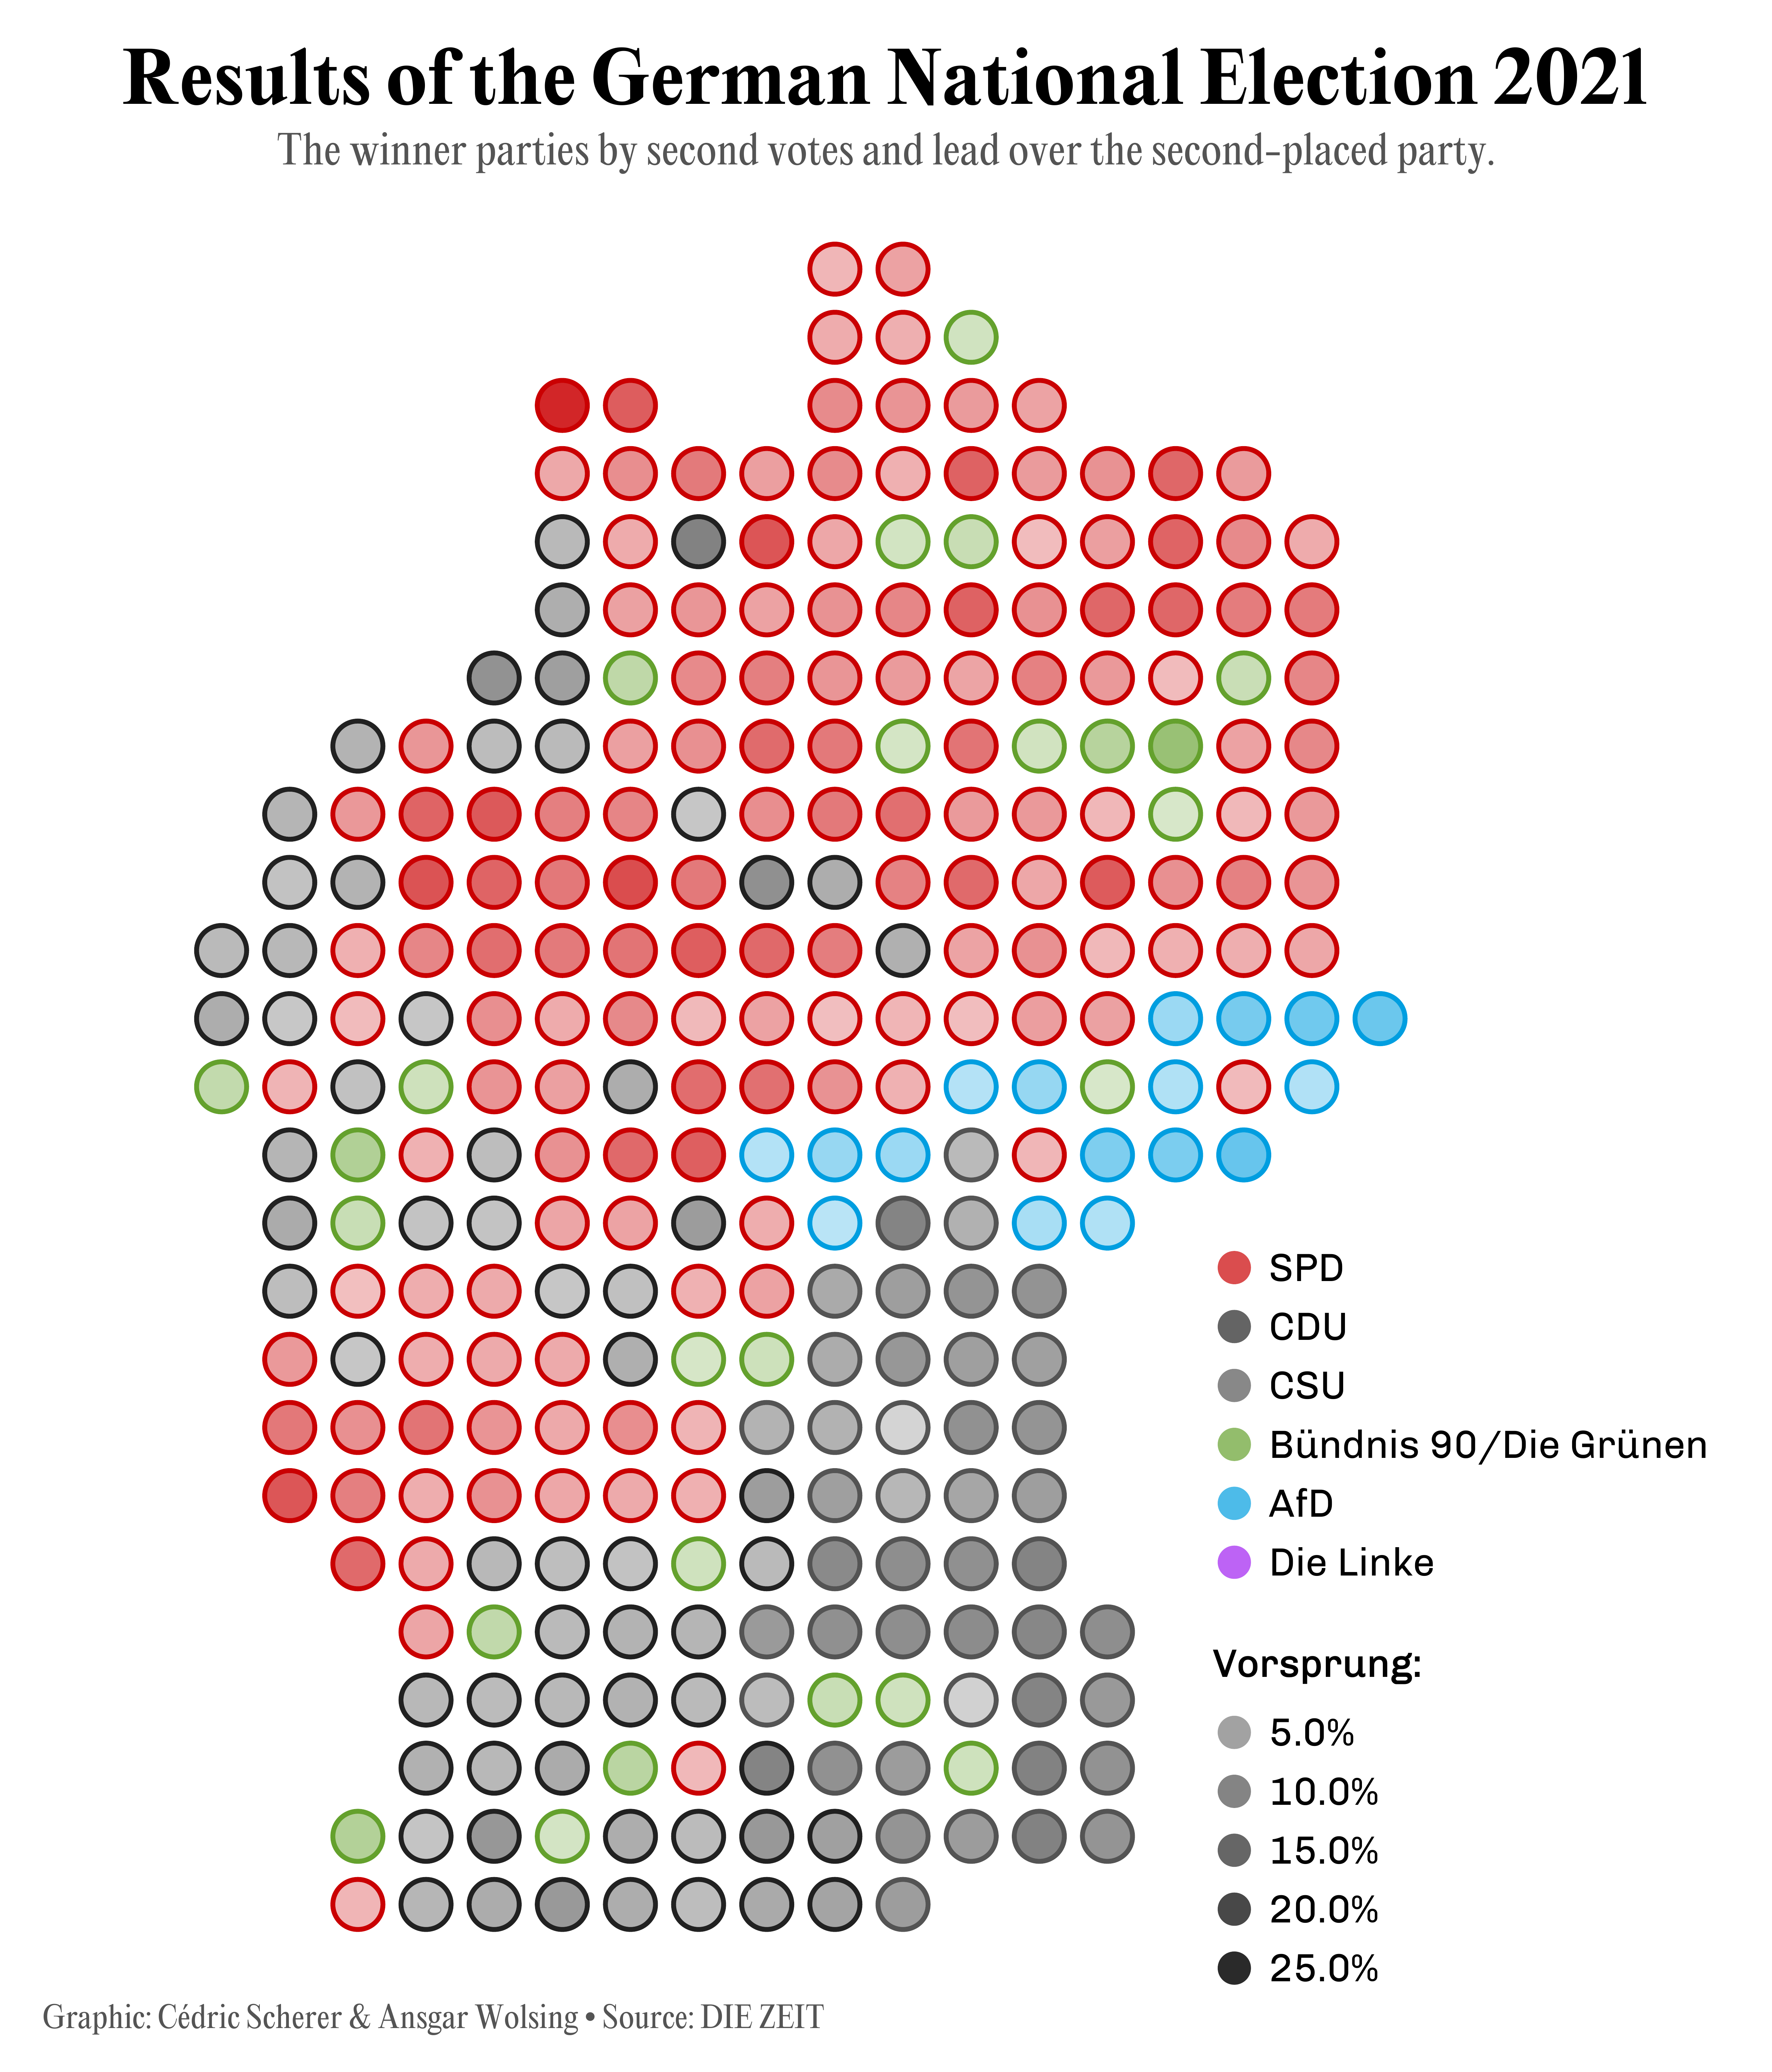 Results of the German National Election 2021
The winner parties by second votes and lead over the second-placed party.
SPD
CDU
CSU
Bündnis 90/Die Grünen
AfD
Die Linke
Vorsprung:
5.0%
10.0%
15.0%
20.0%
25.0%
Graphic: Cédric Scherer & Ansgar Wolsing • Source: DIE ZEIT